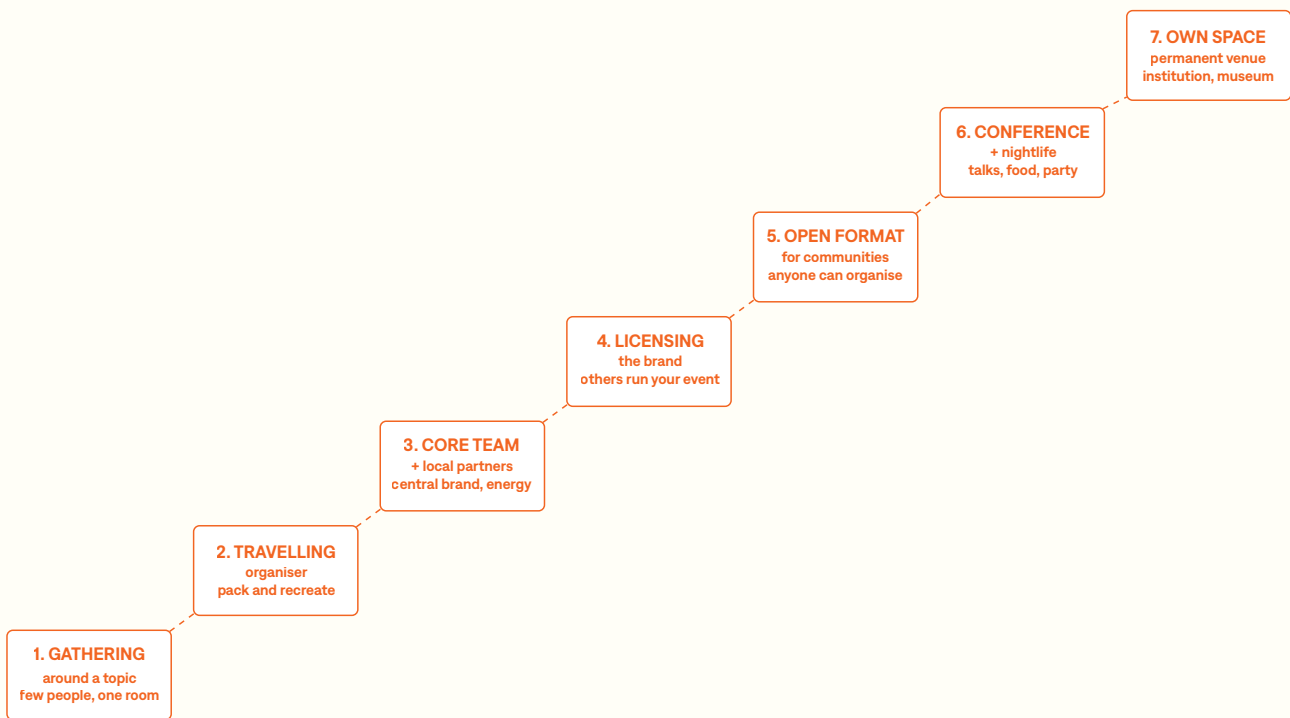 7. OWN SPACE
permanent venue
institution, museum
6. CONFERENCE
+ nightlife
talks, food, party
5. OPEN FORMAT
for communities
anyone can organise
4. LICENSING
the brand
others run your event
3. CORE TEAM
+ local partners
central brand, energy
2. TRAVELLING
organiser
pack and recreate
1. GATHERING
around a topic
few people, one room